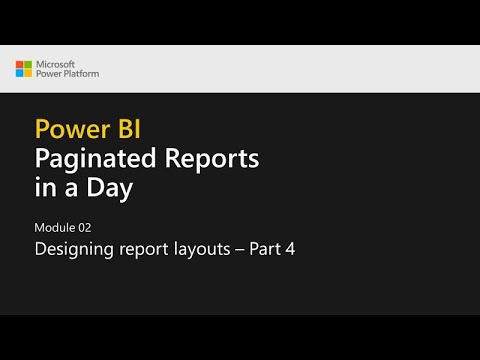 Microsoft
Power Platform
Power BI
Paginated Reports
in a Day
Module 02
Designing report layouts – Part 4